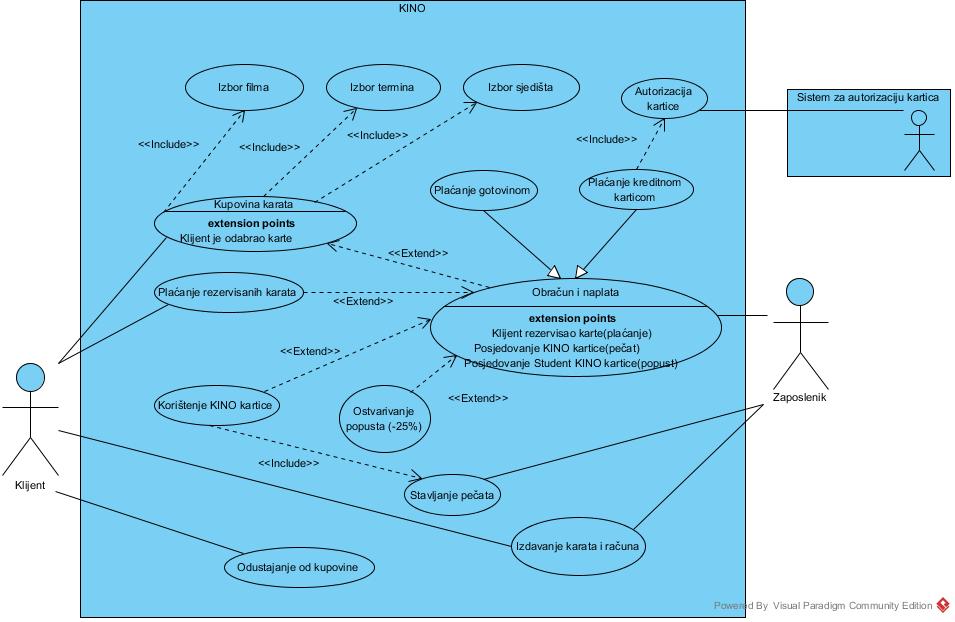 KINO
Izbor filma
Izbor termina
Izbor sjedišta
Autorizacija
kartice
Sistem za autorizaciju kartica
<<Include>>
<<Include>>
<<Include>>
<<Include>>
Plaćanje gotovinom
Plaćanje kreditnom
karticom
Kupovina karata
extension points
Klijent je odabrao karte
<<Extend>>
Plaćanje rezervisanih karata
<<Extend>>
Obračun i naplata
extension points
Klijent rezervisao karte(plaćanje)
Posjedovanje KINO kartice(pečat)
Posjedovanje Student KINO kartice(popust)
<<Extend>>
Zaposlenik
Korištenje KINO kartice
Ostvarivanje
popusta (-25%)
<<Extend>>
<<Include>>
Klijent
Stavljanje pečata
Izdavanje karata i računa
Odustajanje od kupovine
Powered By Visual Paradigm Community Edition